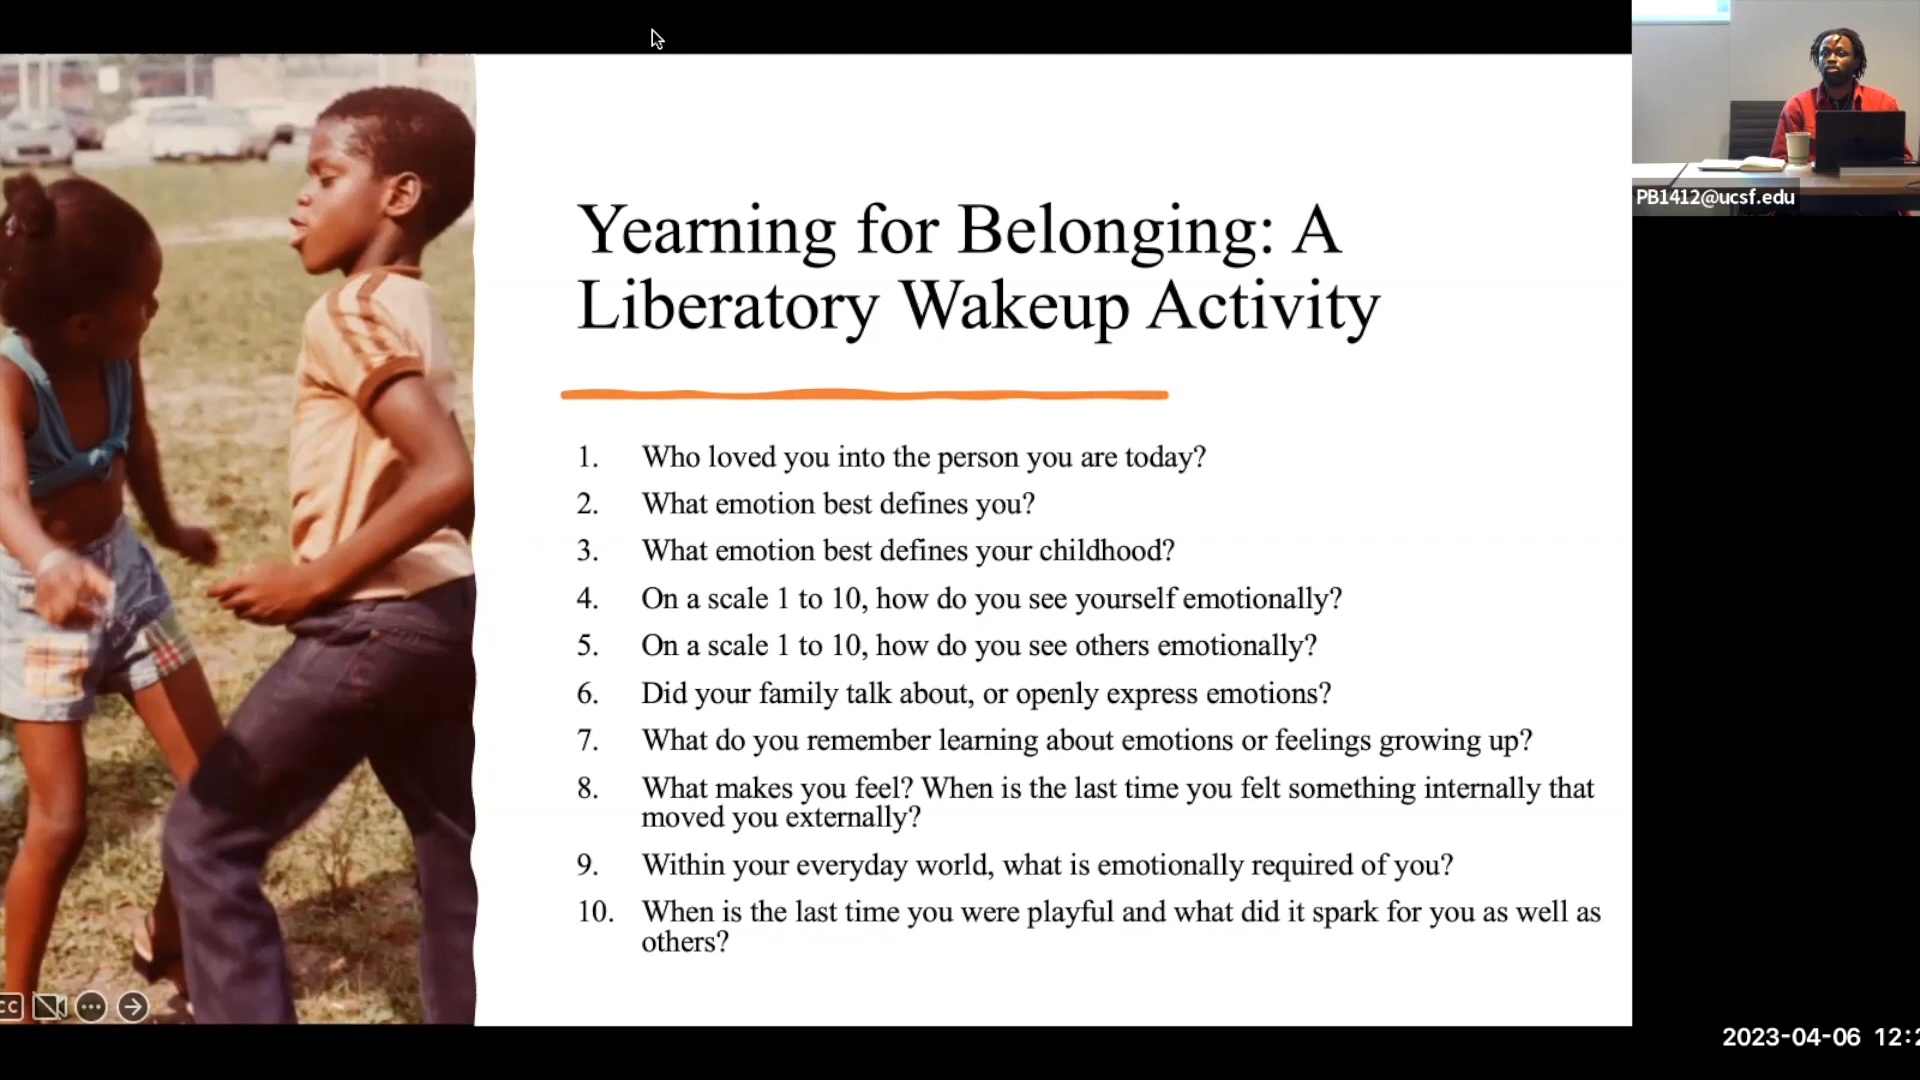 Yearning for Belonging: A
Liberatory Wakeup Activity
1. Who loved you into the person you are today?
2. What emotion best defines you?
3. What emotion best defines your childhood?
4. On a scale 1 to 10, how do you see yourself emotionally?
5. On a scale 1 to 10, how do you see others emotionally?
6. Did your family talk about, or openly express emotions?
7. What do you remember learning about emotions or feelings growing up?
8. What makes you feel? When is the last time you felt something internally that
moved you externally?
9. Within your everyday world, what is emotionally required of you?
10. When is the last time you were playful and what did it spark for you as well as
others?
PB1412@ucsf.edu
CC
2023-04-06 12:2